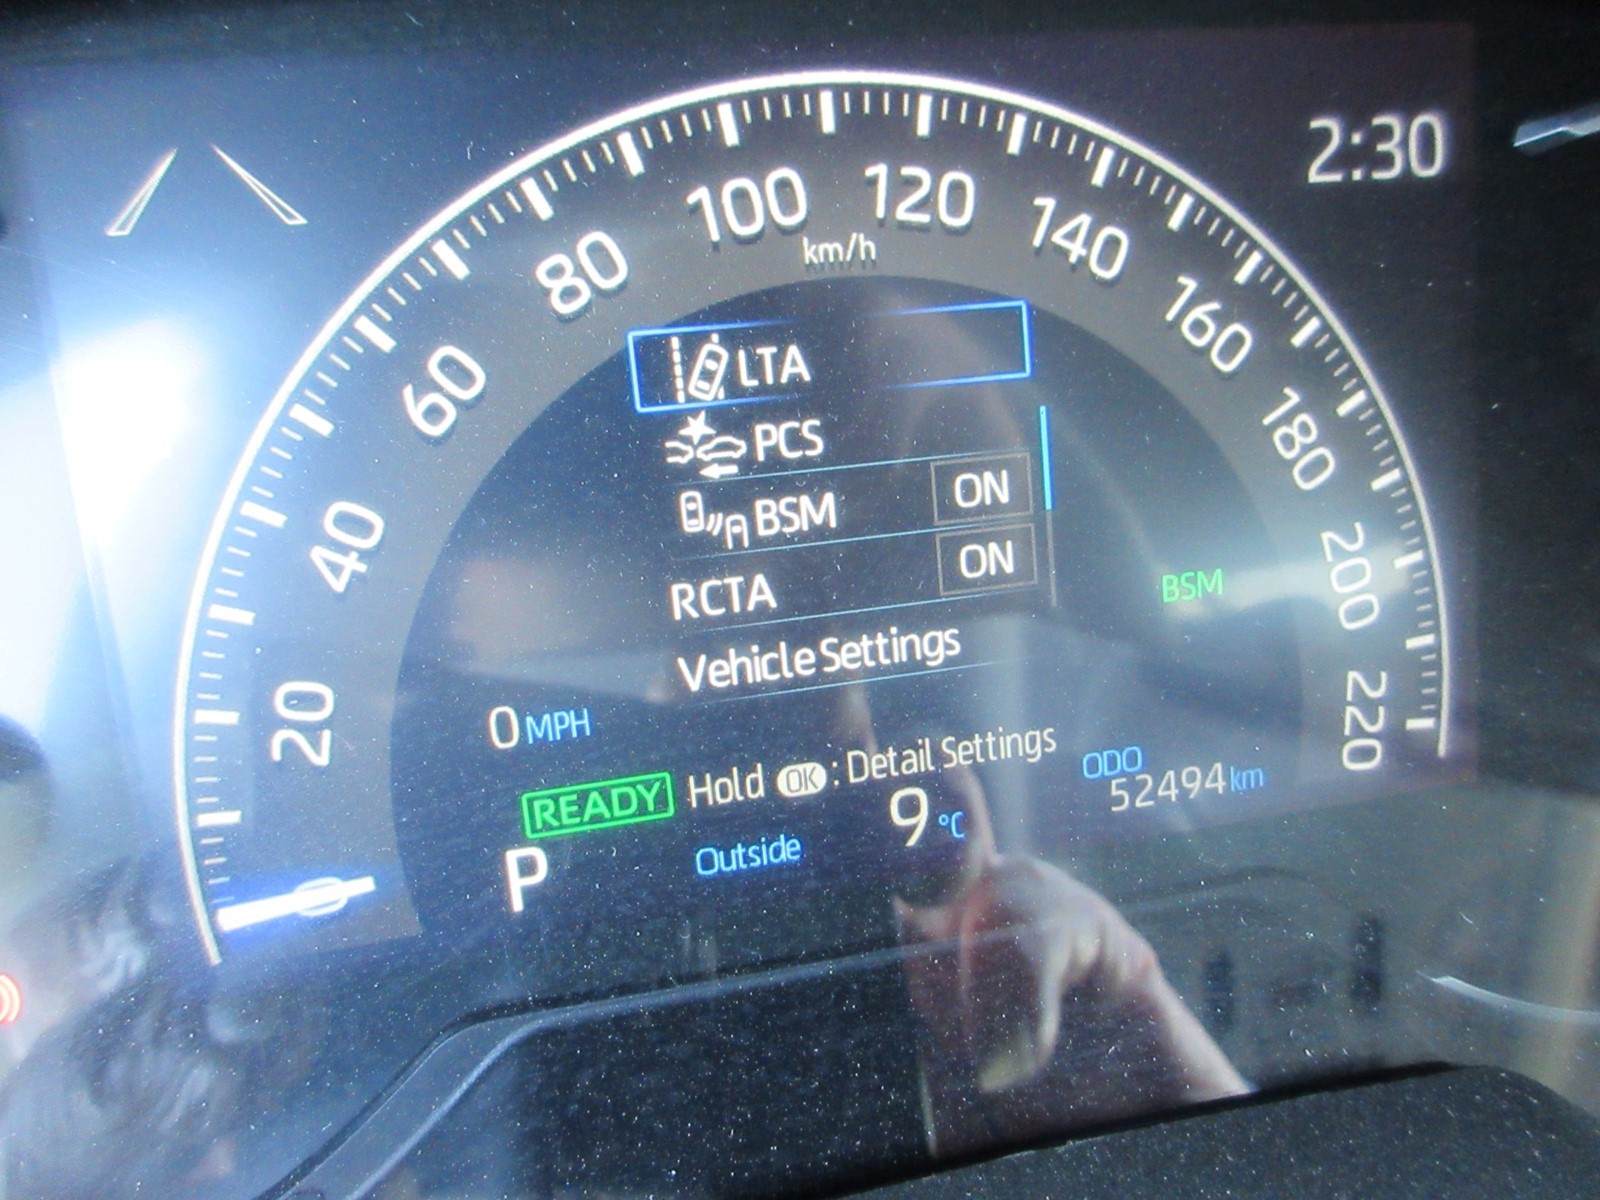 2:30
20
40
60
80
100
120
140
160
180
200
220
km/h
LTA
PCS
BSM ON
RCTA ON
Vehicle Settings
BSM
0 MPH
READY
Hold OK : Detail Settings
ODO
52494 km
P
Outside 9 °C